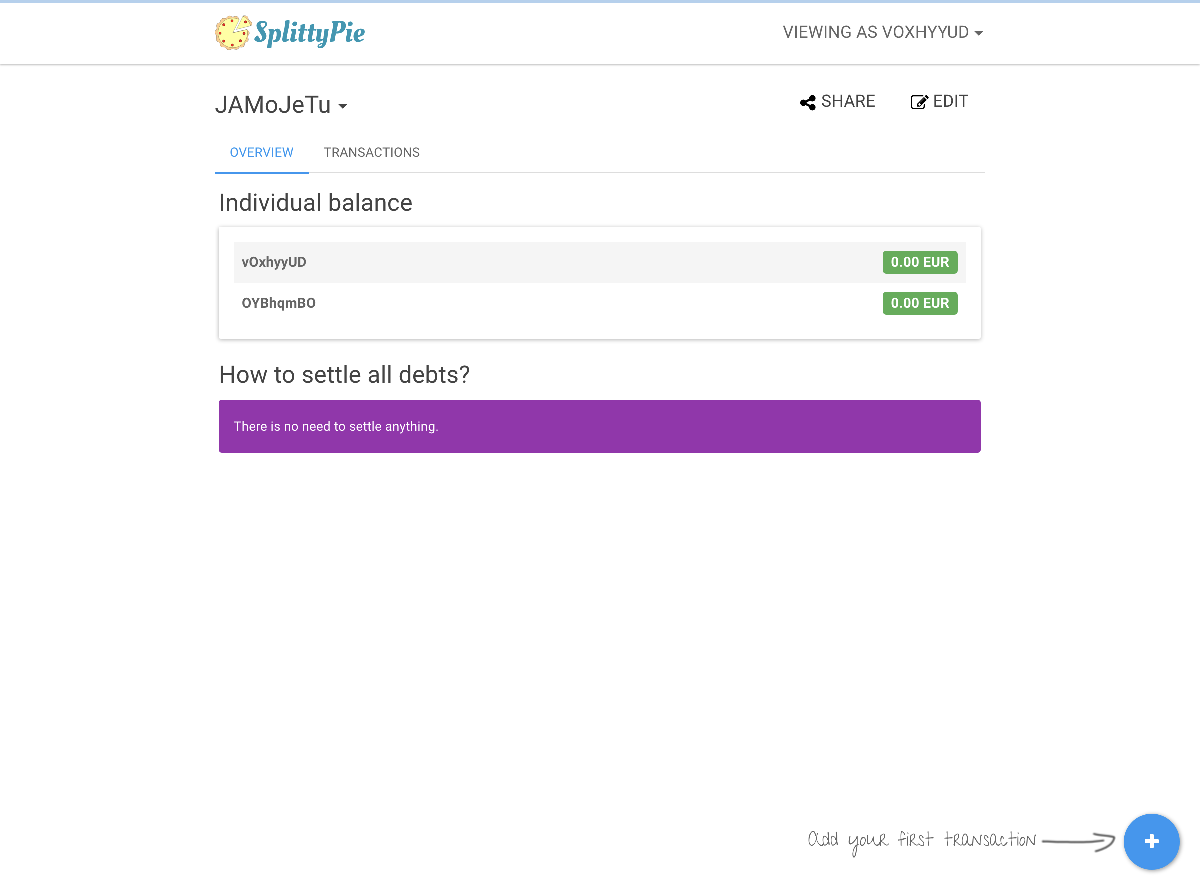 SplittyPie
VIEWING AS VOXHYYUD
JAMoJeTu
SHARE
EDIT
OVERVIEW
TRANSACTIONS
Individual balance
vOxhyyUD 0.00 EUR
OYBhqmBO 0.00 EUR
How to settle all debts?
There is no need to settle anything.
Add your first transaction